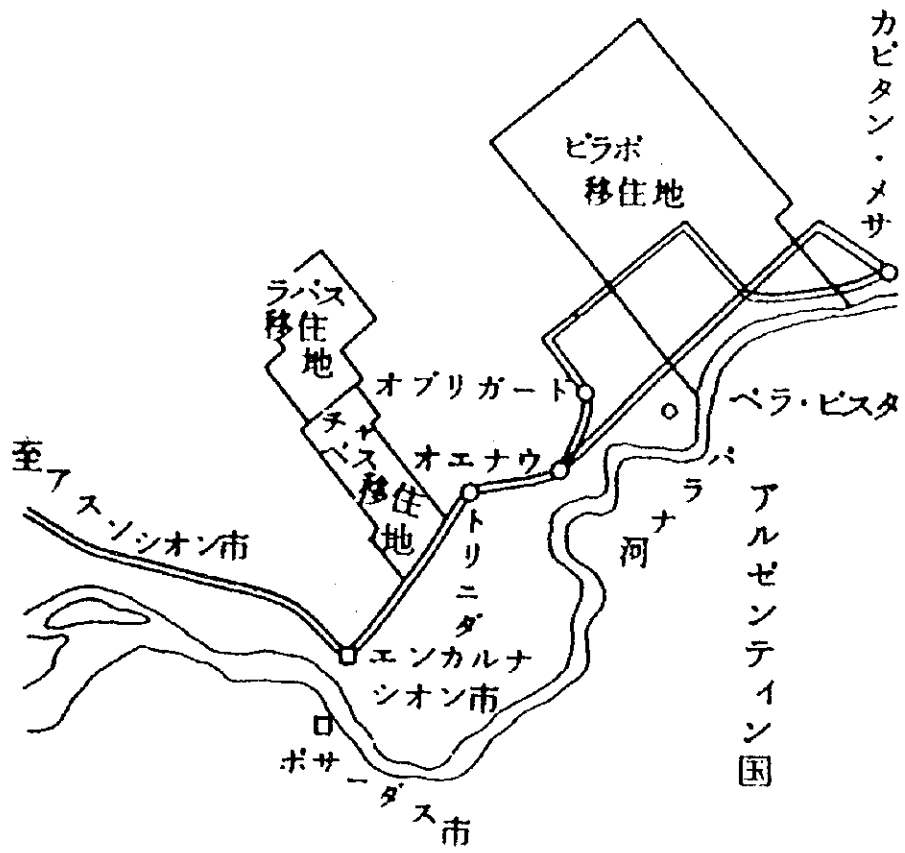 カピタン・メサ
ピラポ
移住地
ラパス
移住
地
オブリガート
チャ
ベス
移住
地
オエナウ
ベラ・ビスタ
パラナ河
至アスンシオン市
トリニダ
アルゼンティン国
エンカルナ
シオン市
ポサーダス市